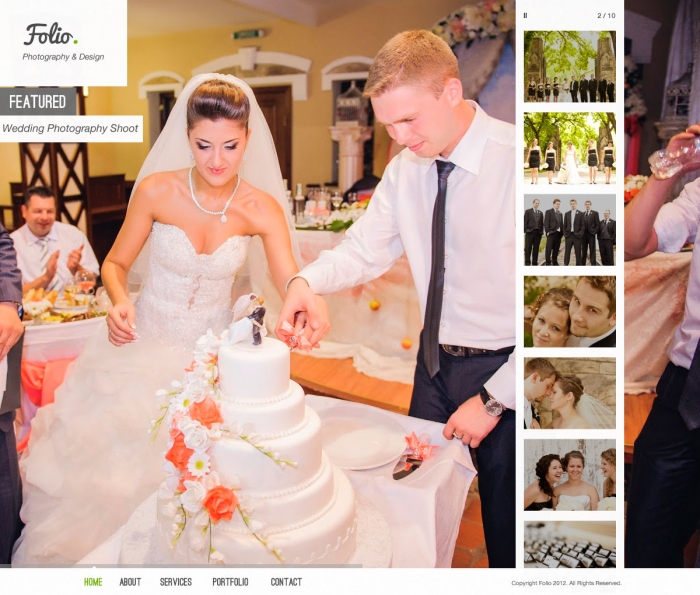 Folio.
Photography & Design
FEATURED
Wedding Photography Shoot
2 / 10
HOME
ABOUT
SERVICES
PORTFOLIO
CONTACT
Copyright Folio 2012. All Rights Reserved.